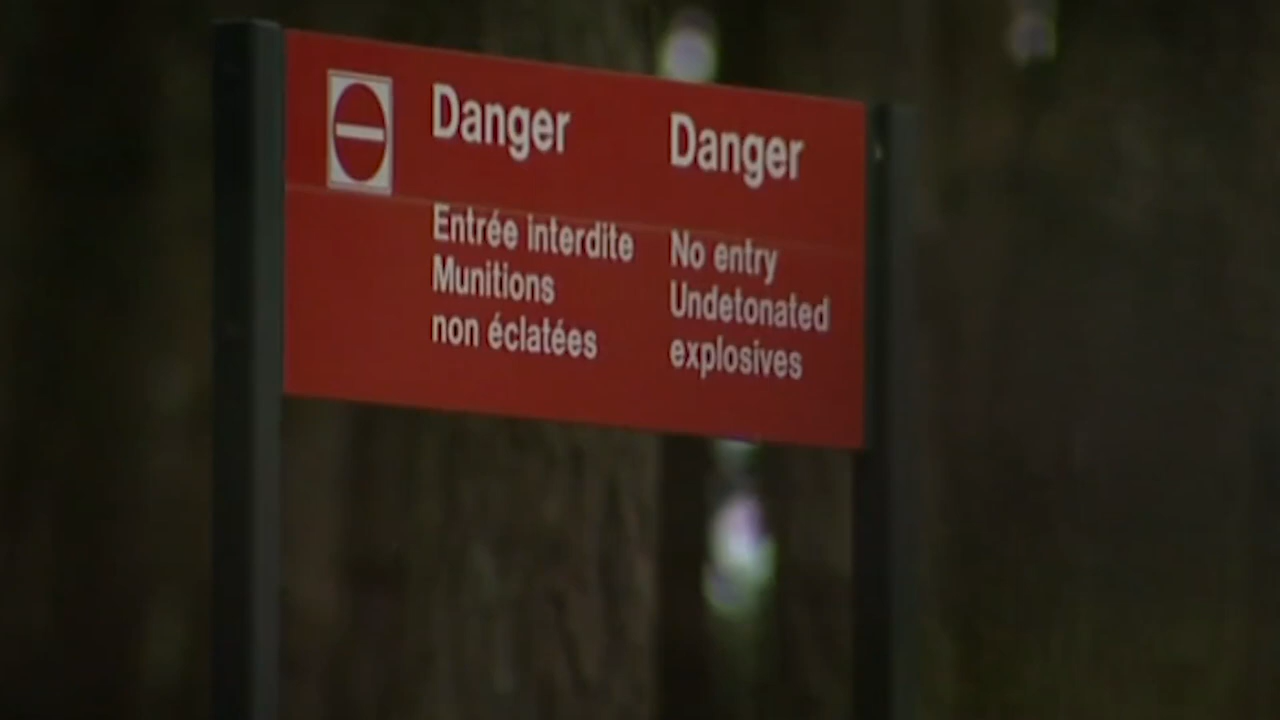 Danger
Entrée interdite
Munitions
non éclatées
Danger
No entry
Undetonated
explosives